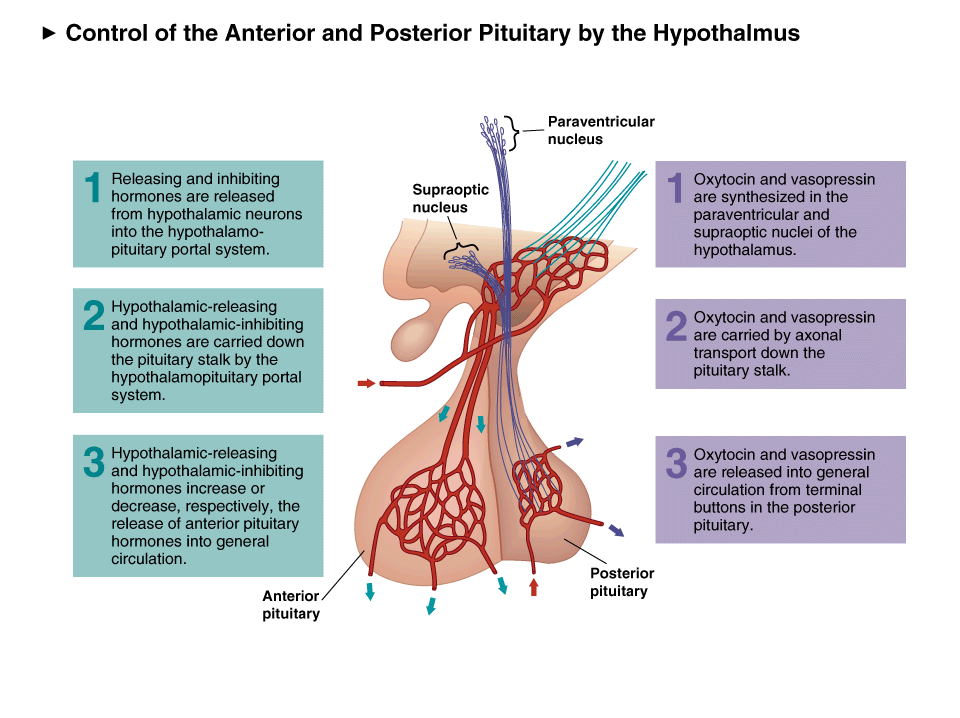 ► Control of the Anterior and Posterior Pituitary by the Hypothalmus
Paraventricular
nucleus
Supraoptic
nucleus
1 Releasing and inhibiting
hormones are released
from hypothalamic neurons
into the hypothalamo-
pituitary portal system.
2 Hypothalamic-releasing
and hypothalamic-inhibiting
hormones are carried down
the pituitary stalk by the
hypothalamopituitary portal
system.
3 Hypothalamic-releasing
and hypothalamic-inhibiting
hormones increase or
decrease, respectively, the
release of anterior pituitary
hormones into general
circulation.
1 Oxytocin and vasopressin
are synthesized in the
paraventricular and
supraoptic nuclei of the
hypothalamus.
2 Oxytocin and vasopressin
are carried by axonal
transport down the
pituitary stalk.
3 Oxytocin and vasopressin
are released into general
circulation from terminal
buttons in the posterior
pituitary.
Anterior
pituitary
Posterior
pituitary